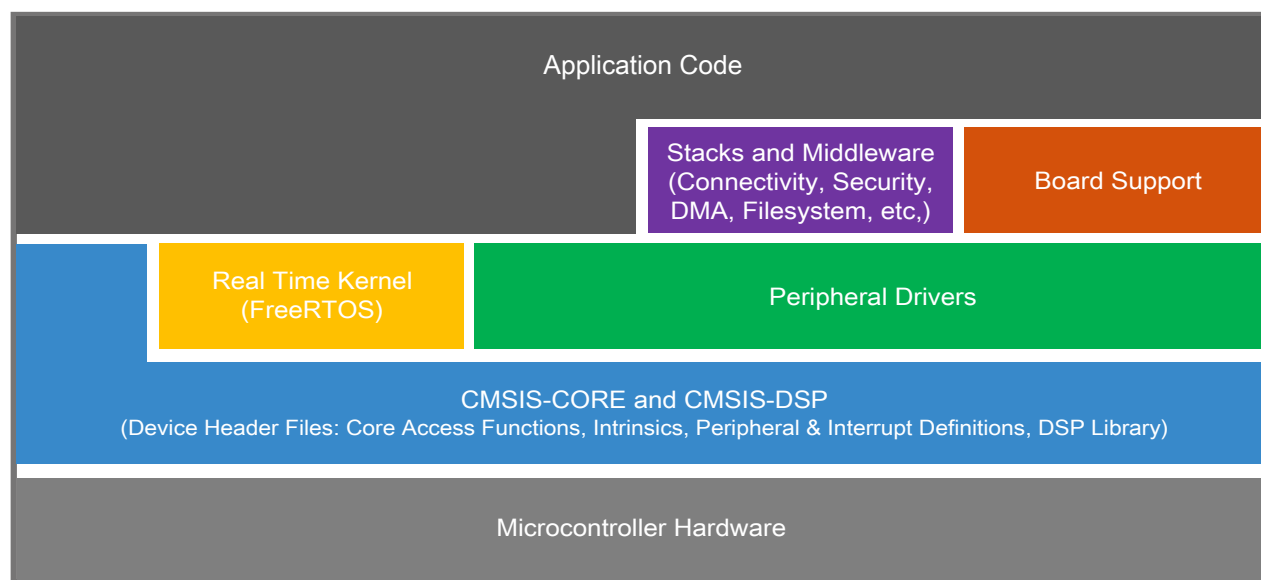 Application Code
Stacks and Middleware
(Connectivity, Security,
DMA, Filesystem, etc,)
Board Support
Real Time Kernel
(FreeRTOS)
Peripheral Drivers
CMSIS-CORE and CMSIS-DSP
(Device Header Files: Core Access Functions, Intrinsics, Peripheral & Interrupt Definitions, DSP Library)
Microcontroller Hardware